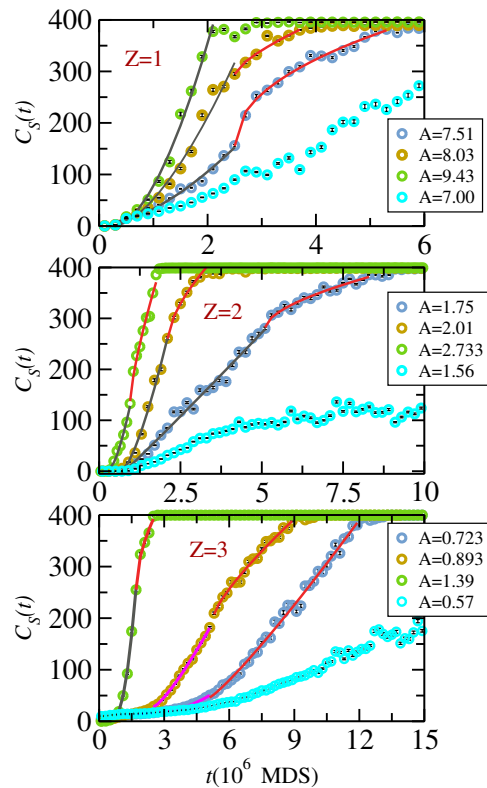 400
300
200
100
0
C_S(t)
Z=1
A=7.51
A=8.03
A=9.43
A=7.00
2 4 6
400
300
200
100
0
C_S(t)
Z=2
A=1.75
A=2.01
A=2.733
A=1.56
2.5 5 7.5 10
400
300
200
100
0
C_S(t)
Z=3
A=0.723
A=0.893
A=1.39
A=0.57
0 3 6 9 12 15
t(10^6 MDS)